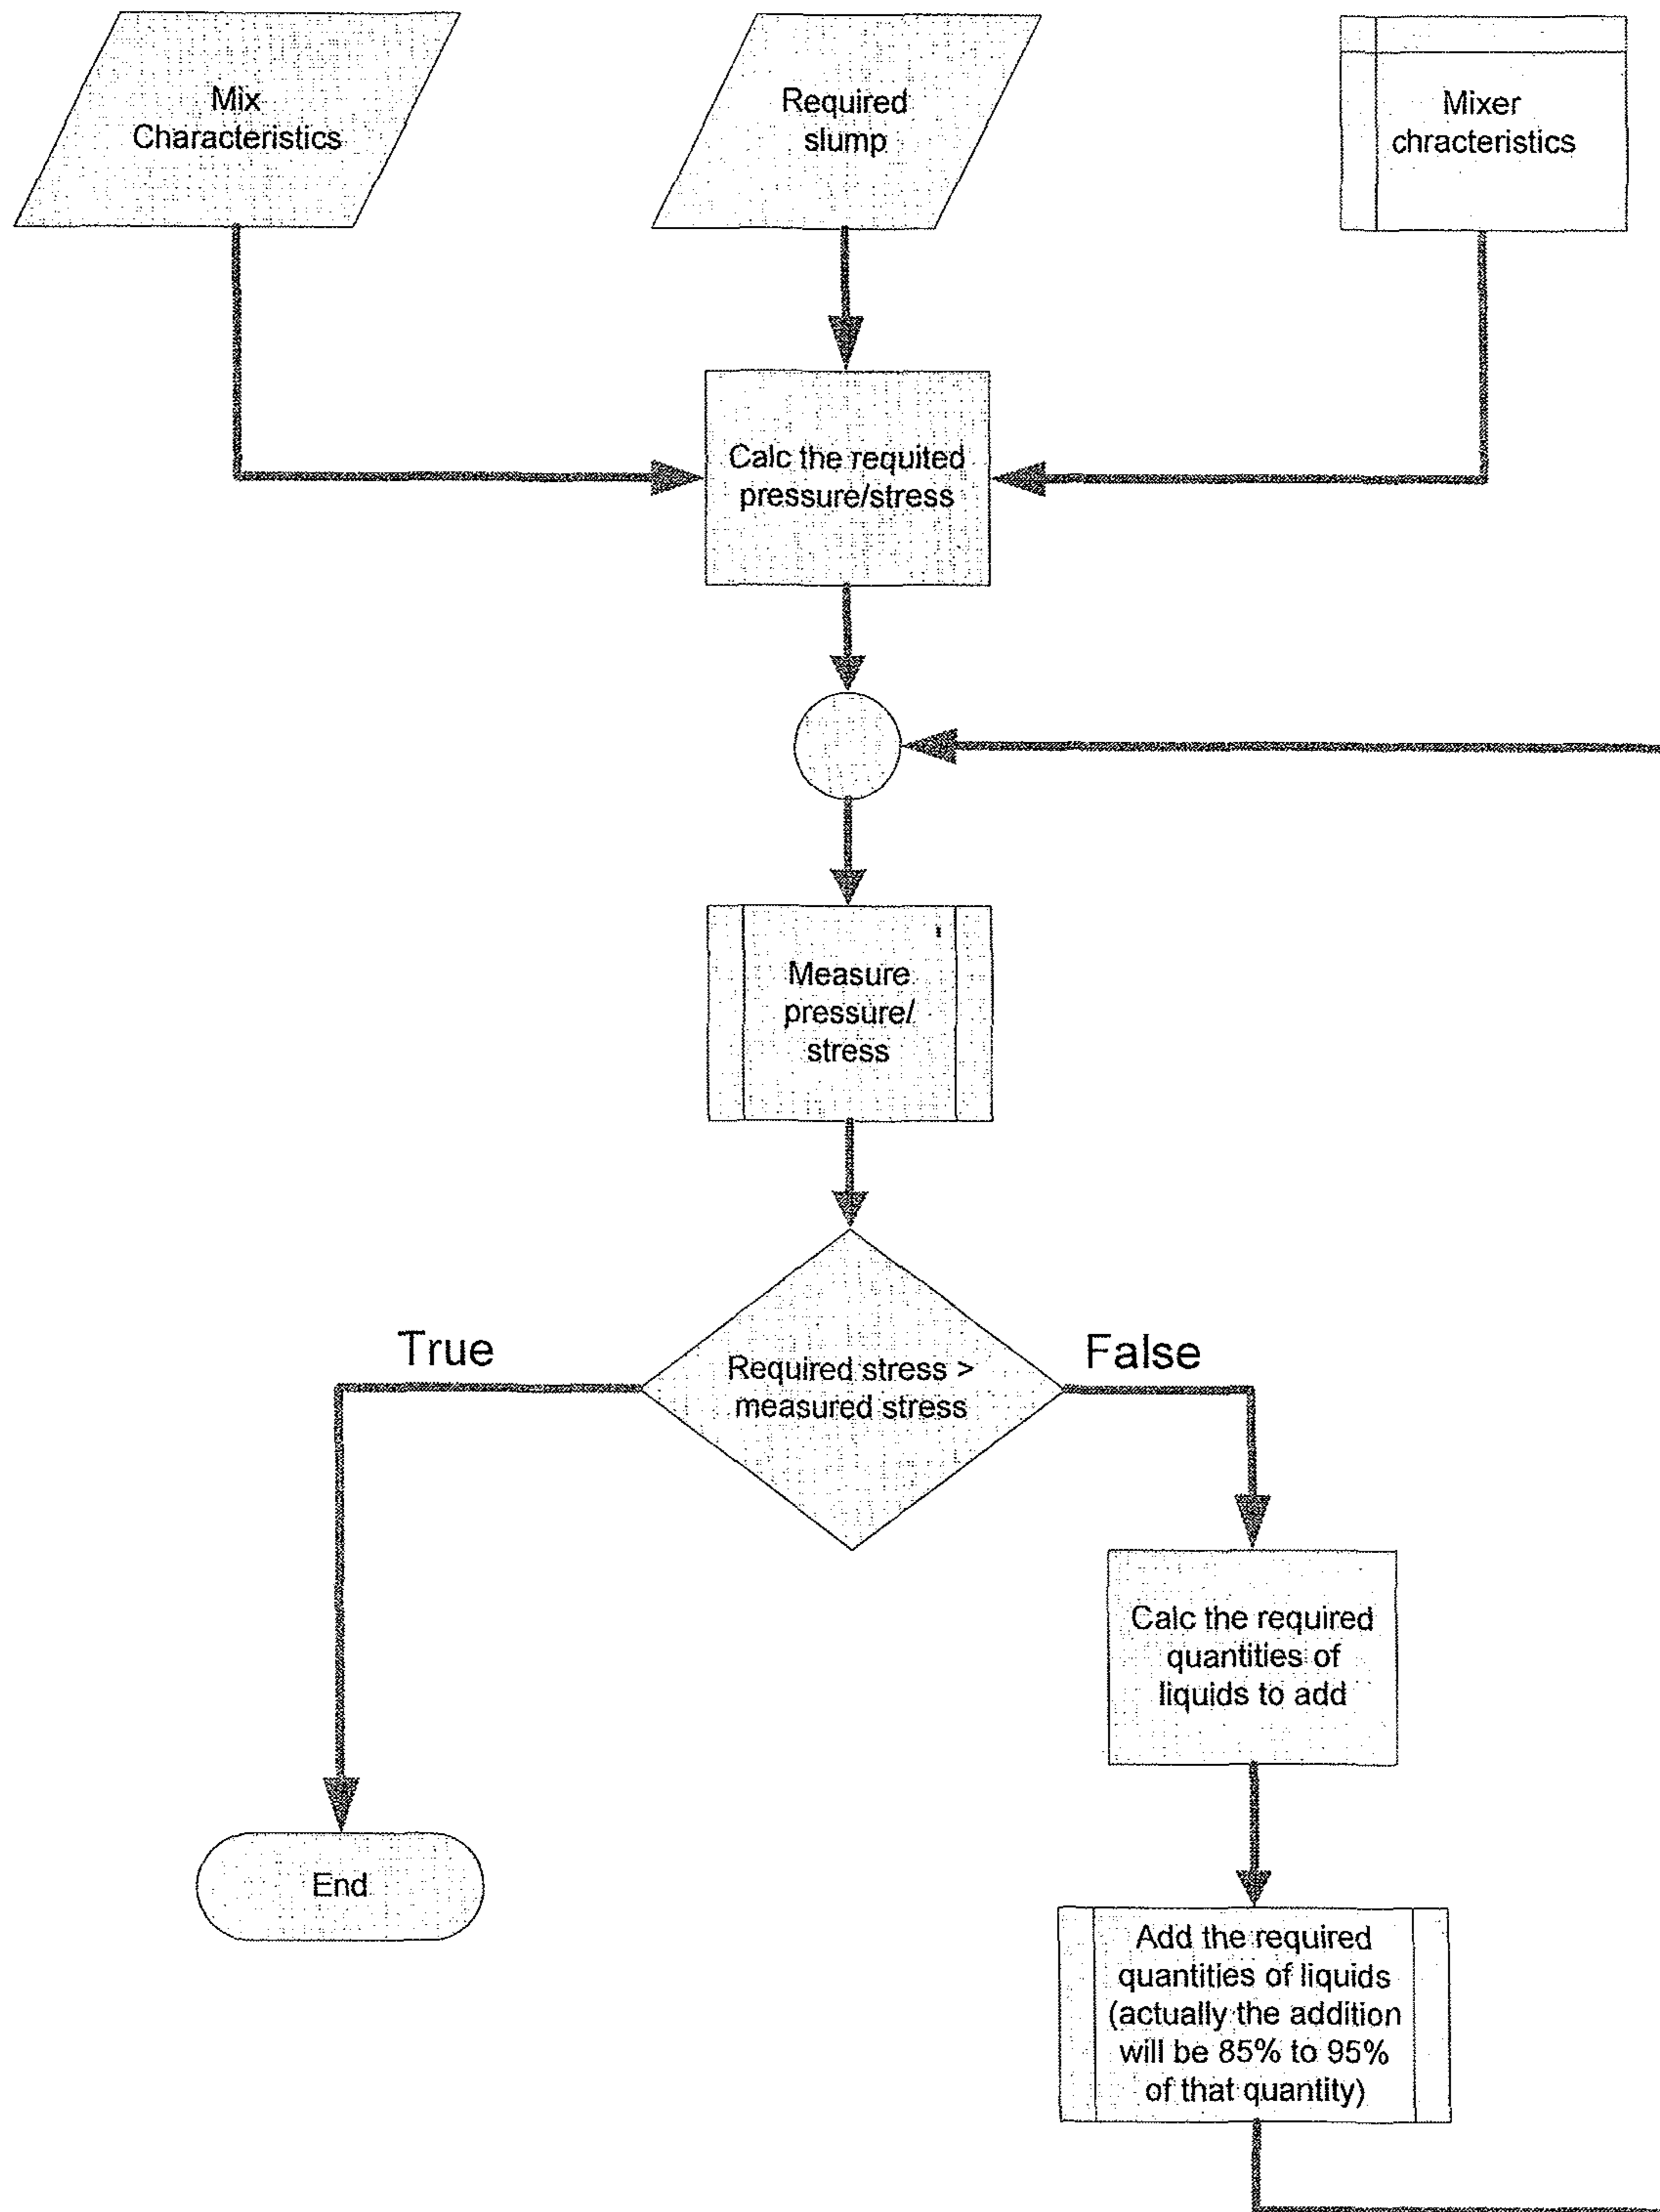 Mix
Characteristics
Required
slump
Mixer
chracteristics
Calc the requited
pressure/stress
Measure
pressure/
stress
True
Required stress >
measured stress
False
Calc the required
quantities of
liquids to add
End
Add the required
quantities of liquids
(actually the addition
will be 85% to 95%
of that quantity)